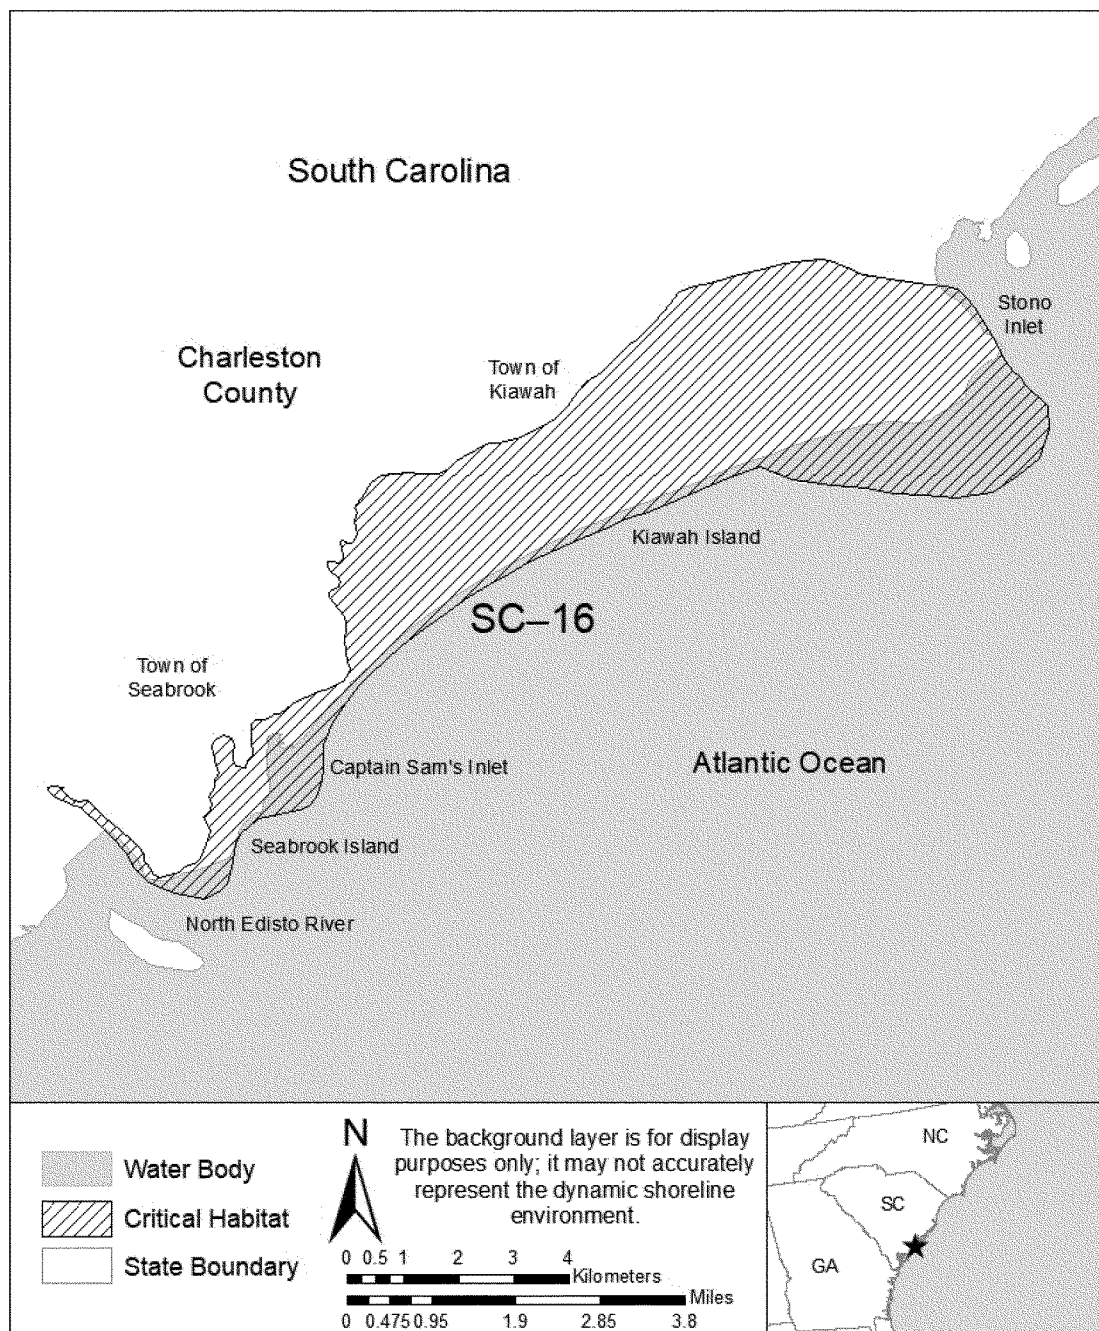 South Carolina
Stono
Inlet
Charleston
County
Town of
Kiawah
Kiawah Island
SC–16
Town of
Seabrook
Captain Sam's Inlet
Atlantic Ocean
Seabrook Island
North Edisto River
Water Body
Critical Habitat
State Boundary
N
The background layer is for display
purposes only; it may not accurately
represent the dynamic shoreline
environment.
0 0.5 1 2 3 4
Kilometers
Miles
0 0.475 0.95 1.9 2.85 3.8
NC
SC
GA